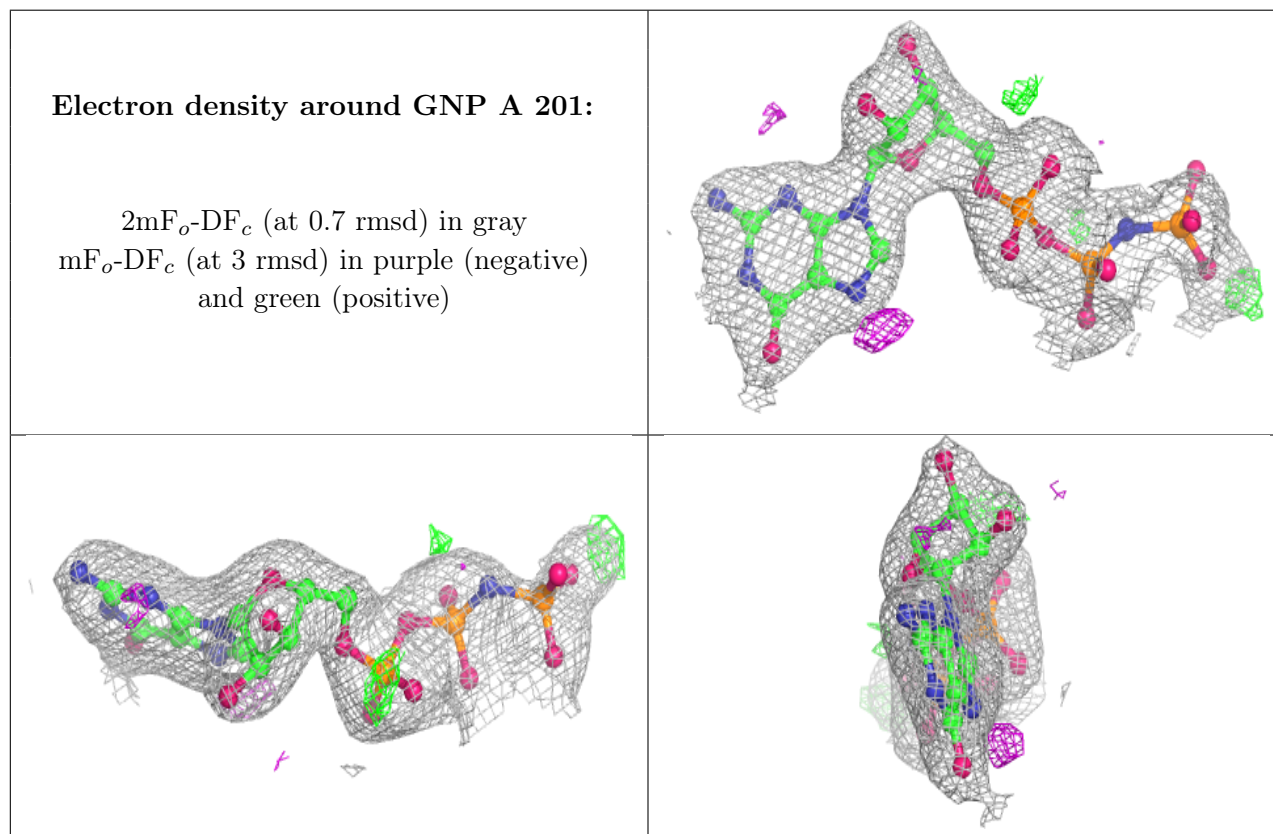 Electron density around GNP A 201:
2mFo-DFc (at 0.7 rmsd) in gray
mFo-DFc (at 3 rmsd) in purple (negative)
and green (positive)